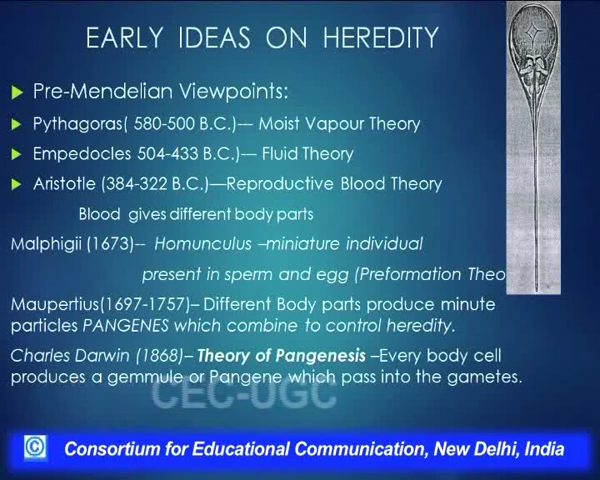 EARLY IDEAS ON HEREDITY
Pre-Mendelian Viewpoints:
Pythagoras( 580-500 B.C.)--- Moist Vapour Theory
Empedocles 504-433 B.C.)--- Fluid Theory
Aristotle (384-322 B.C.)—Reproductive Blood Theory
Blood gives different body parts
Malphigii (1673)-- Homunculus –miniature individual
present in sperm and egg (Preformation Theo
Maupertius(1697-1757)– Different Body parts produce minute
particles PANGENES which combine to control heredity.
Charles Darwin (1868)– Theory of Pangenesis –Every body cell
produces a gemmule or Pangene which pass into the gametes.
CEC-UGC
© Consortium for Educational Communication, New Delhi, India